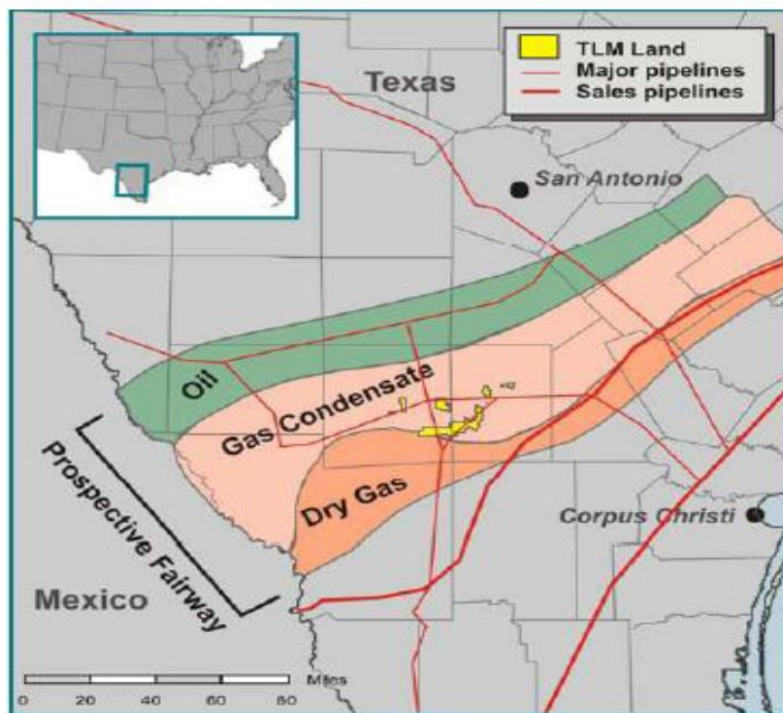 Texas
TLM Land
Major pipelines
Sales pipelines
San Antonio
Oil
Gas Condensate
Dry Gas
Prospective Fairway
Corpus Christi
Mexico
Miles
0 20 40 60 80